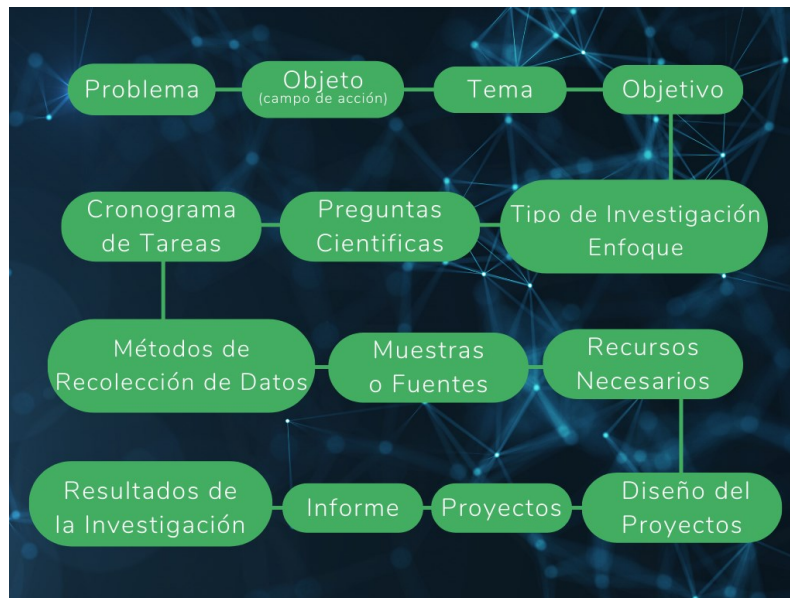 Problema
Objeto
(campo de acción)
Tema
Objetivo
Tipo de Investigación
Enfoque
Preguntas
Cientificas
Cronograma
de Tareas
Métodos de
Recolección de Datos
Muestras
o Fuentes
Recursos
Necesarios
Diseño del
Proyectos
Proyectos
Informe
Resultados de
la Investigación